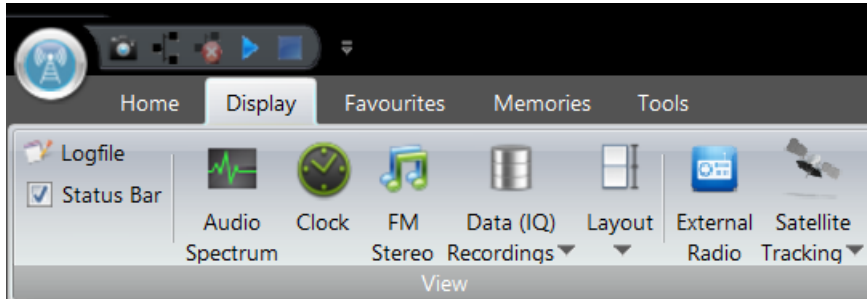 Home Display Favourites Memories Tools
Logfile
Status Bar
Audio Spectrum
Clock
FM Stereo
Data (IQ) Recordings
Layout
External Radio
Satellite Tracking
View